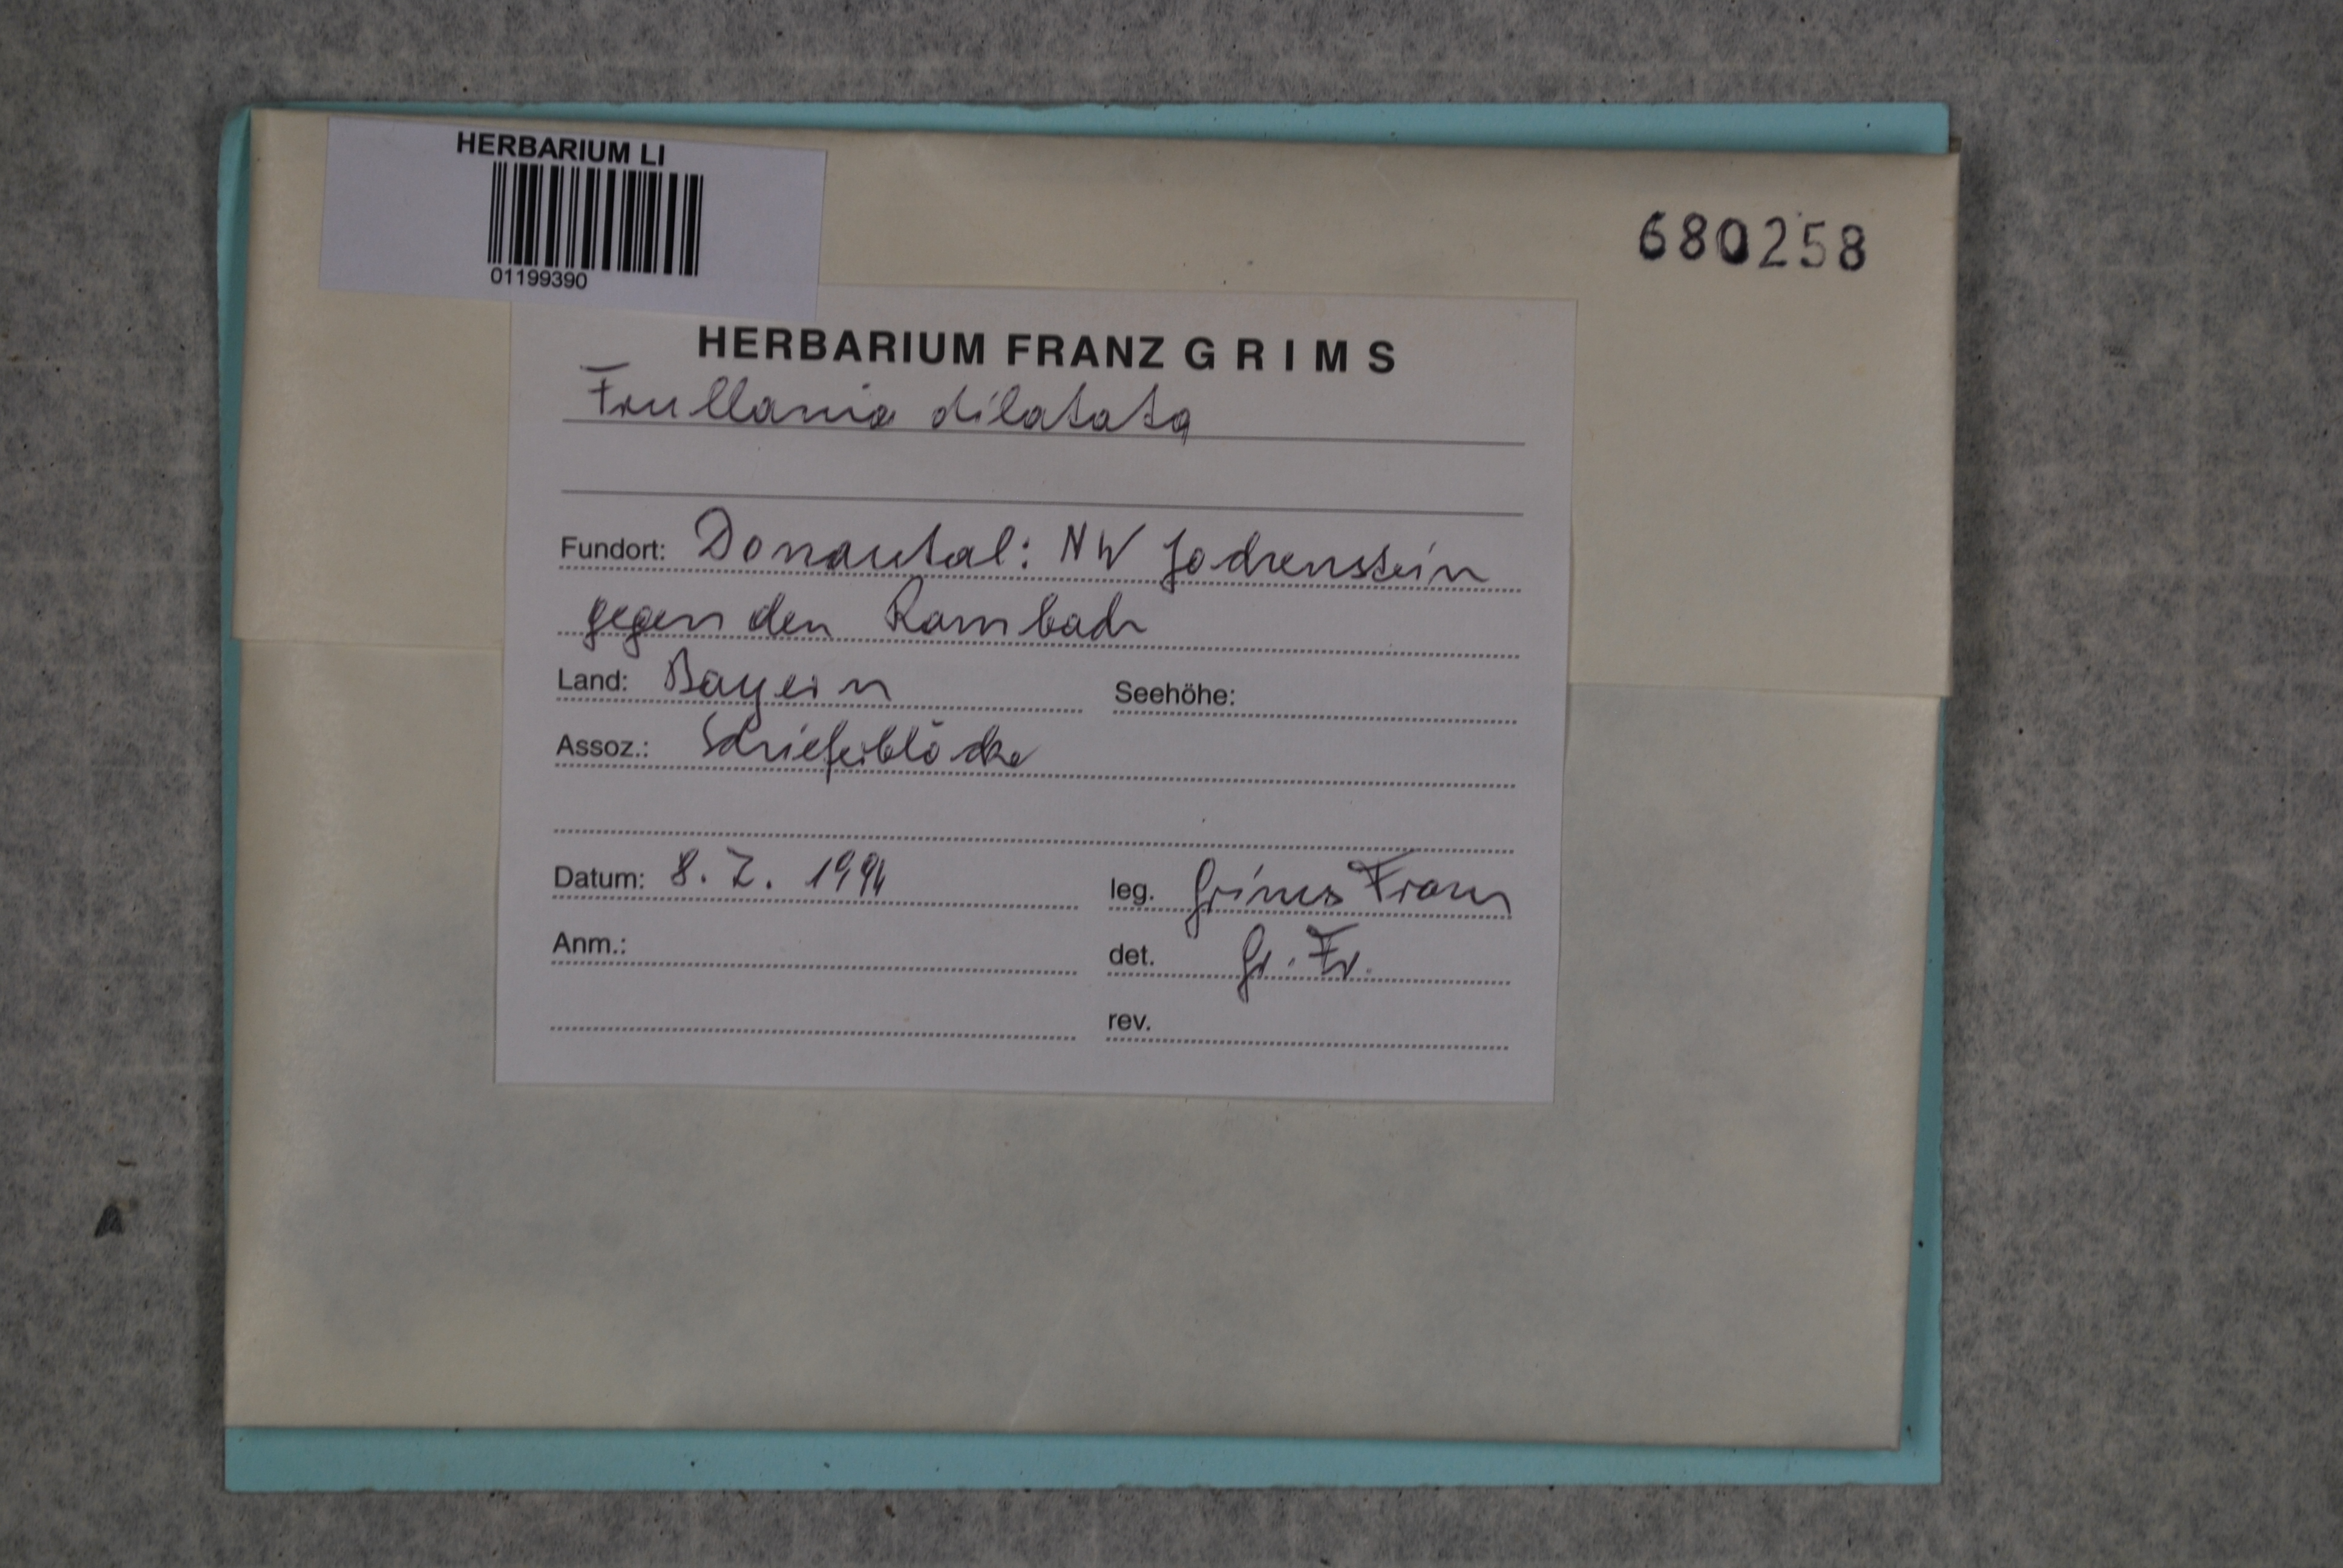 HERBARIUM LI
01199390
680258
HERBARIUM FRANZ GRIMS
Frullania dilatata
Fundort: Donautal: NW Jochenstein
gegen den Rambach
Land: Bayern Seehöhe:
Assoz.: Schieferblöcke
Datum: 8. 7. 1994 leg. Grims Franz
Anm.: det. Gr. Fr.
rev.